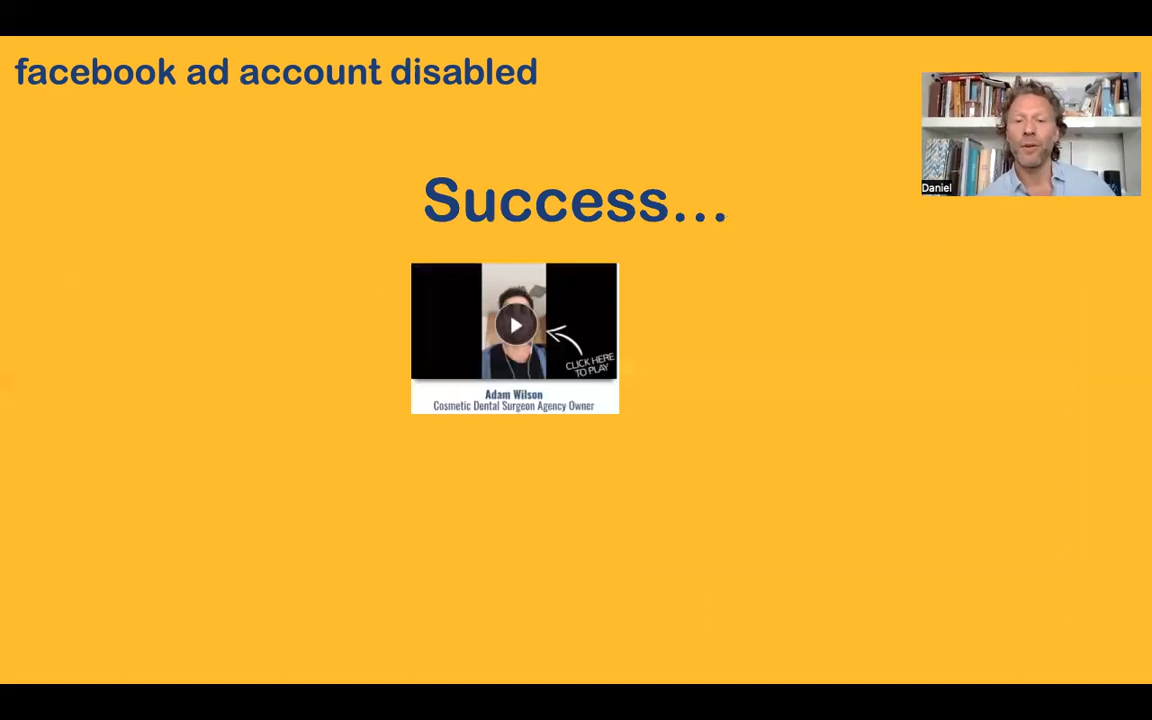 facebook ad account disabled
Daniel
Success...
CLICK HERE
TO PLAY
Adam Wilson
Cosmetic Dental Surgeon Agency Owner